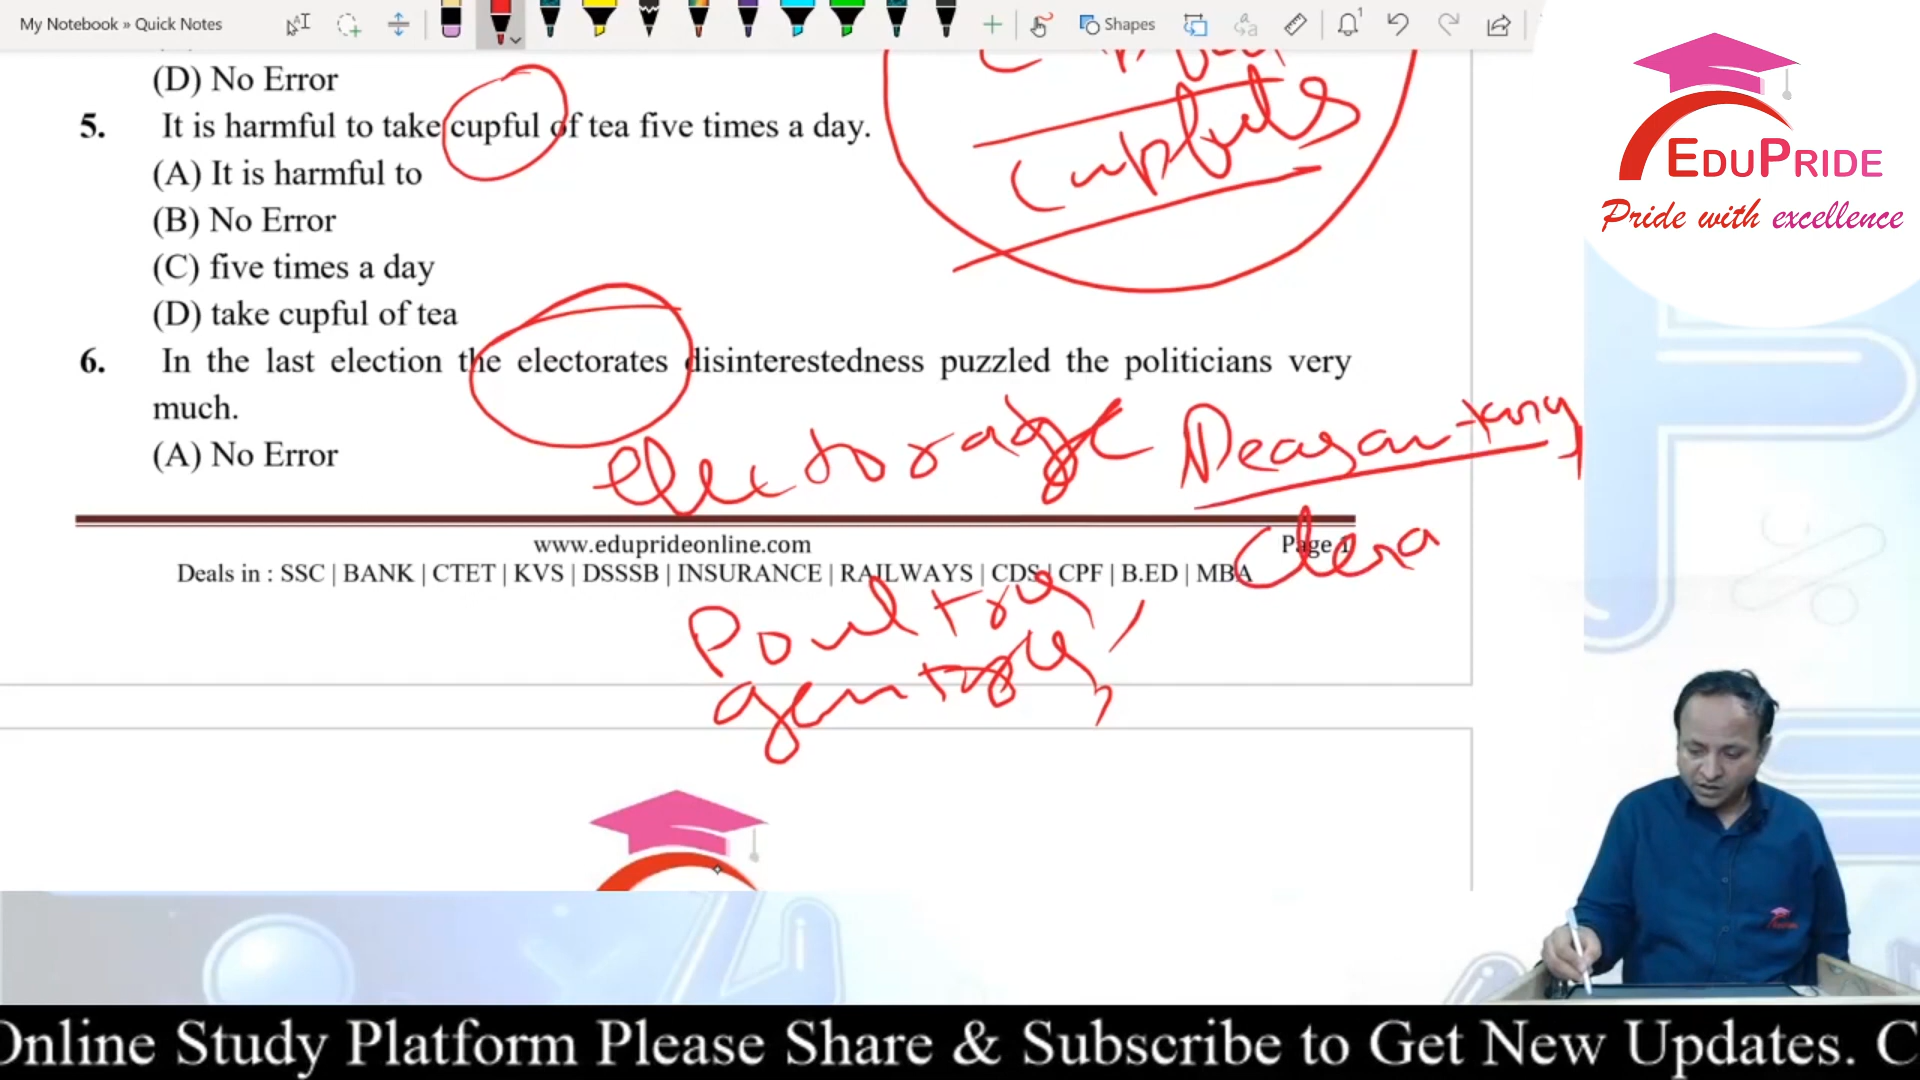 My Notebook » Quick Notes
Shapes
(D) No Error
5. It is harmful to take cupful of tea five times a day.
(A) It is harmful to
(B) No Error
(C) five times a day
(D) take cupful of tea
cupfuls
6. In the last election the electorates disinterestedness puzzled the politicians very
much.
(A) No Error
www.eduprideonline.com
Page 1
Deals in : SSC | BANK | CTET | KVS | DSSSB | INSURANCE | RAILWAYS | CDS | CPF | B.ED | MBA
Poultry,
EDUPRIDE
Pride with excellence
Online Study Platform Please Share & Subscribe to Get New Updates. C